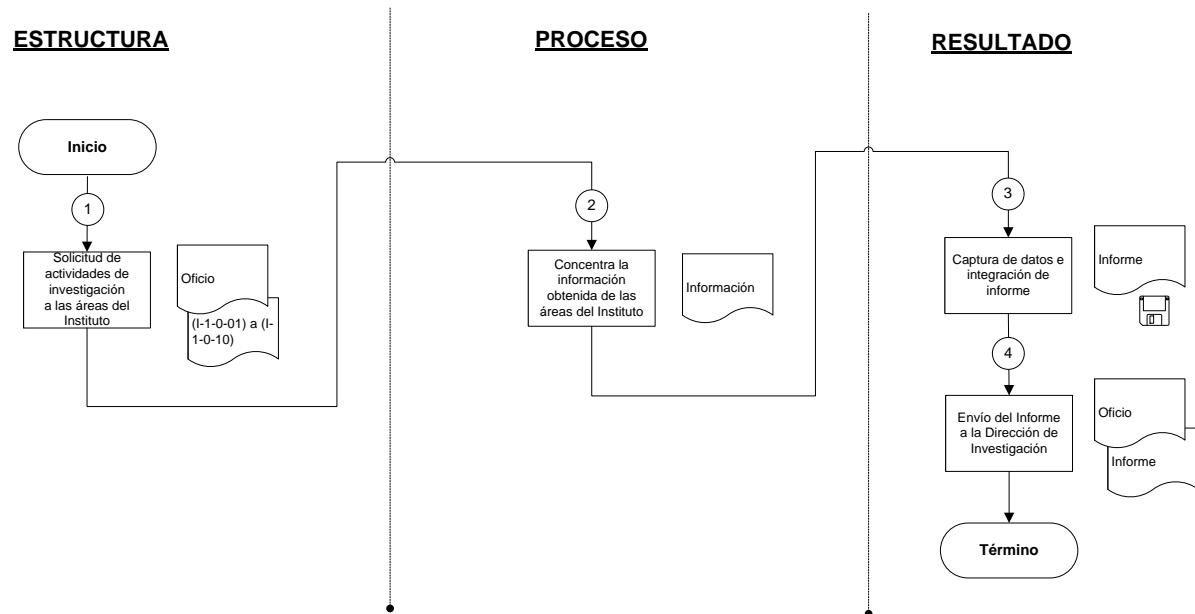 ESTRUCTURA
PROCESO
RESULTADO
Inicio
1
Solicitud de
actividades de
investigación
a las áreas del
Instituto
Oficio
(I-1-0-01) a (I-
1-0-10)
2
Concentra la
información
obtenida de las
áreas del Instituto
Información
3
Captura de datos e
integración de
informe
Informe
4
Envío del Informe
a la Dirección de
Investigación
Oficio
Informe
Término